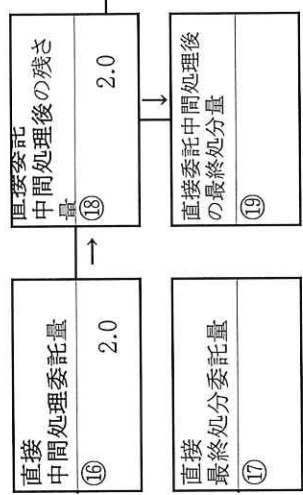 直接
中間処理委託量
⑯
2.0
直接委託
中間処理後の残さ
量
⑱
2.0
直接
最終処分委託量
⑰
直接委託中間処理後
の最終処分量
⑲